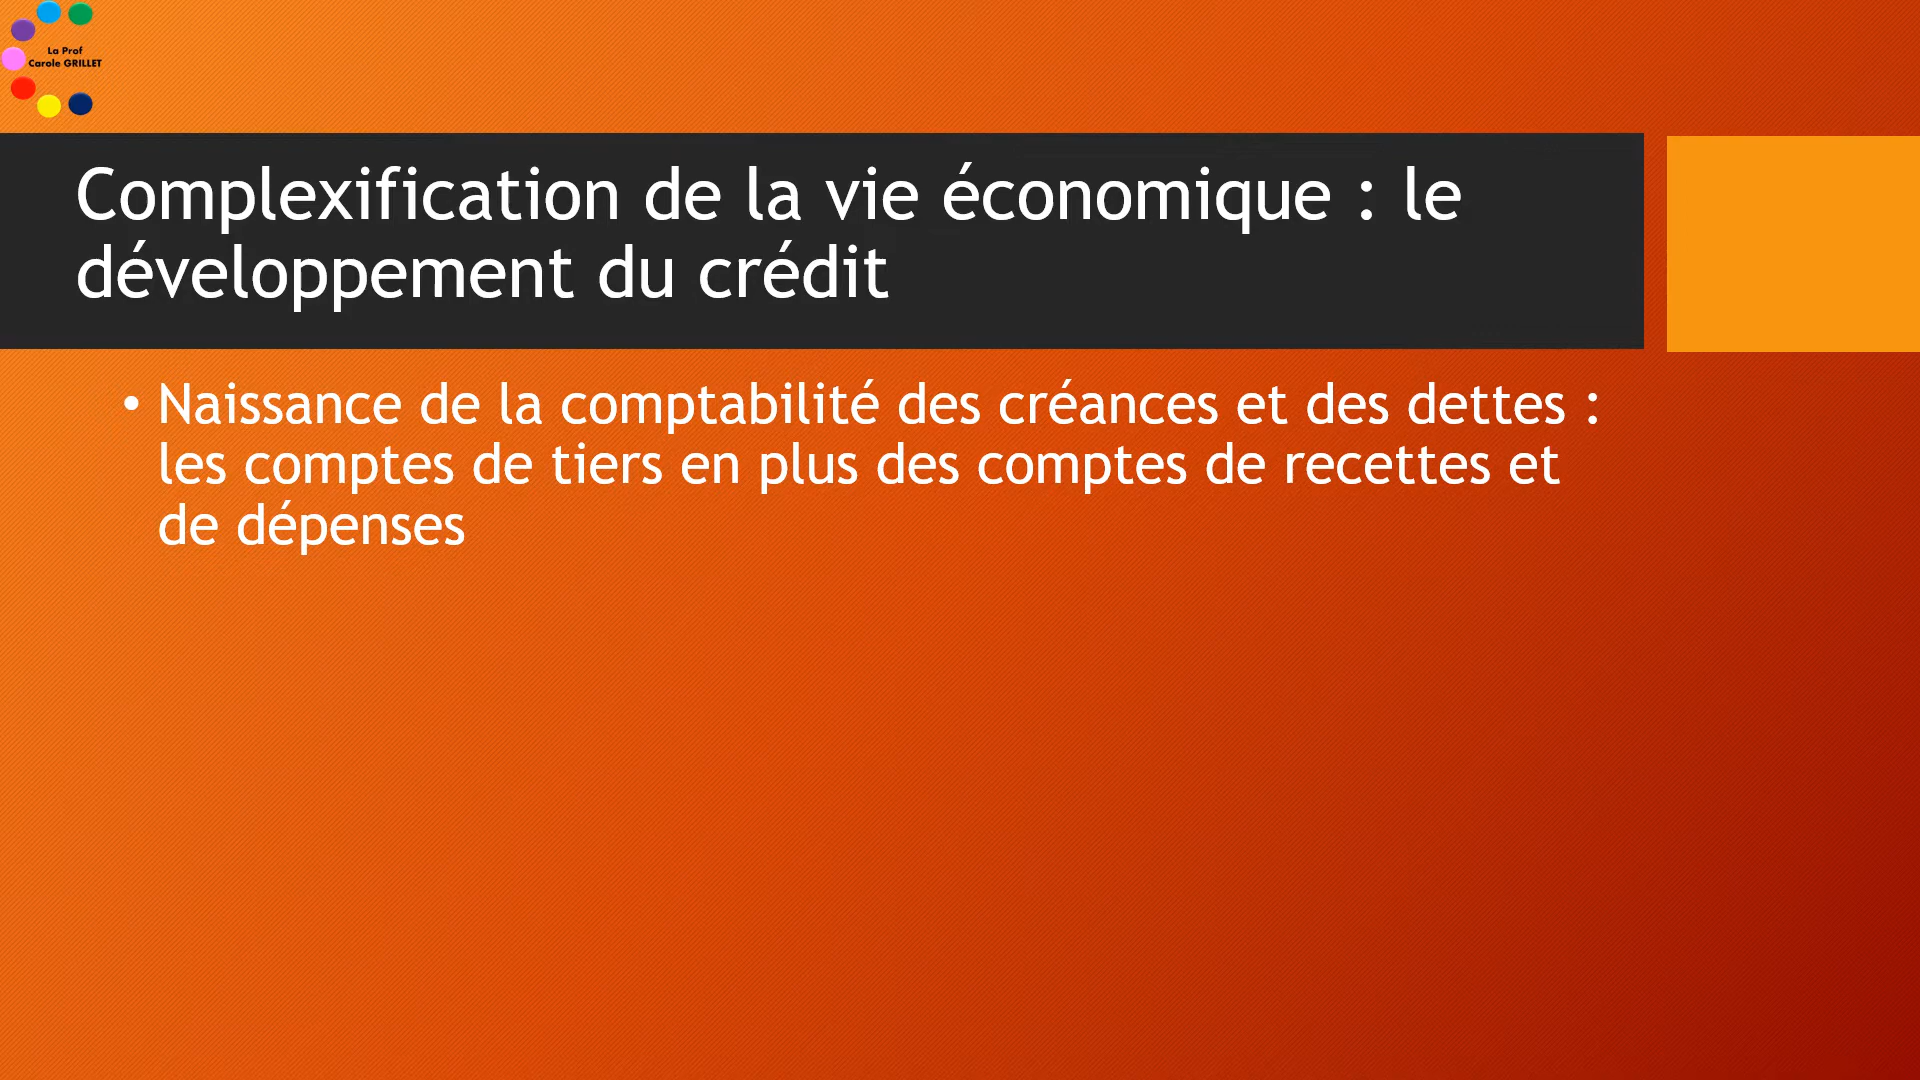 La Prof
Carole GRILLET
Complexification de la vie économique : le
développement du crédit
• Naissance de la comptabilité des créances et des dettes :
les comptes de tiers en plus des comptes de recettes et
de dépenses